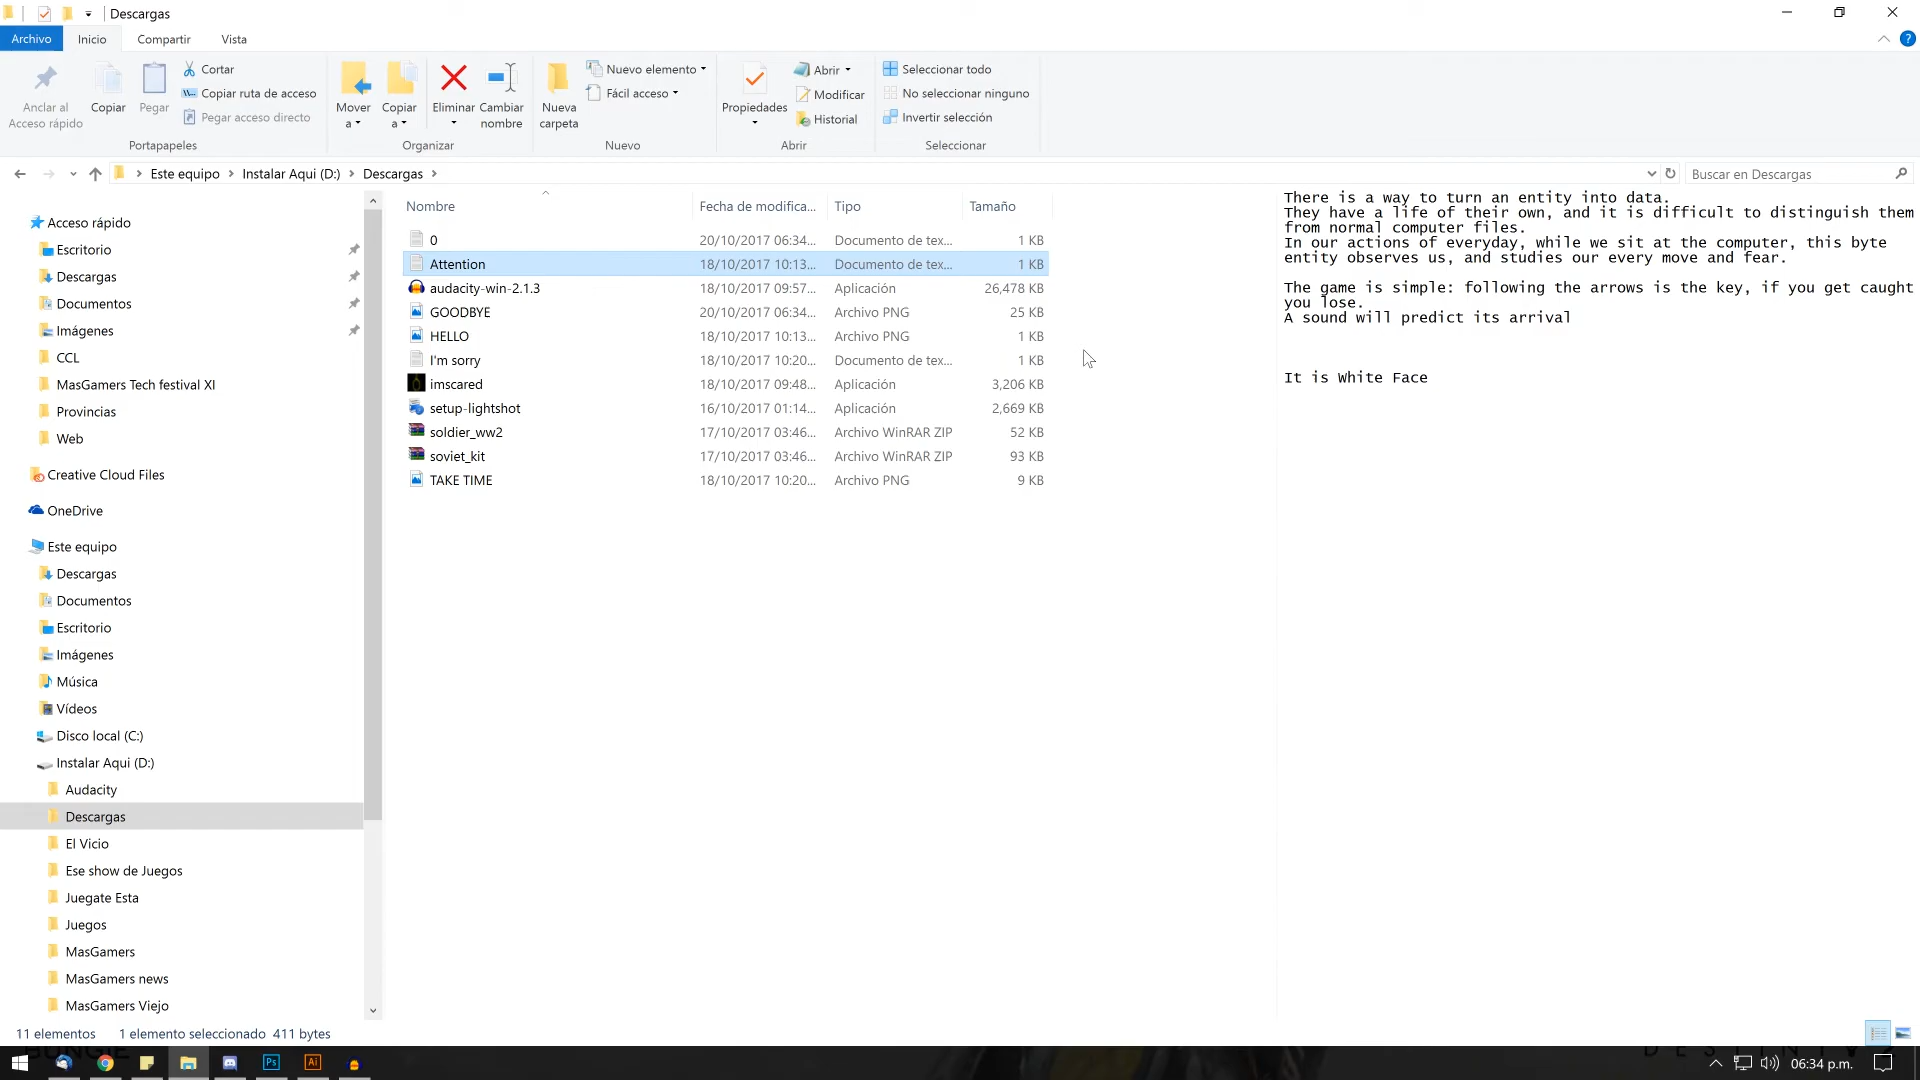 Descargas
Archivo Inicio Compartir Vista
Anclar al Acceso rápido
Copiar
Pegar
Cortar
Copiar ruta de acceso
Pegar acceso directo
Portapapeles
Mover a
Copiar a
Eliminar
Cambiar nombre
Organizar
Nueva carpeta
Nuevo elemento
Fácil acceso
Nuevo
Propiedades
Abrir
Modificar
Historial
Abrir
Seleccionar todo
No seleccionar ninguno
Invertir selección
Seleccionar
Este equipo > Instalar Aqui (D:) > Descargas >
Buscar en Descargas
Acceso rápido
Escritorio
Descargas
Documentos
Imágenes
CCL
MasGamers Tech festival XI
Provincias
Web
Creative Cloud Files
OneDrive
Este equipo
Descargas
Documentos
Escritorio
Imágenes
Música
Vídeos
Disco local (C:)
Instalar Aqui (D:)
Audacity
Descargas
El Vicio
Ese show de Juegos
Juegate Esta
Juegos
MasGamers
MasGamers news
MasGamers Viejo
Nombre Fecha de modifica... Tipo Tamaño
0 20/10/2017 06:34... Documento de tex... 1 KB
Attention 18/10/2017 10:13... Documento de tex... 1 KB
audacity-win-2.1.3 18/10/2017 09:57... Aplicación 26,478 KB
GOODBYE 20/10/2017 06:34... Archivo PNG 25 KB
HELLO 18/10/2017 10:13... Archivo PNG 1 KB
I'm sorry 18/10/2017 10:20... Documento de tex... 1 KB
imscared 18/10/2017 09:48... Aplicación 3,206 KB
setup-lightshot 16/10/2017 01:14... Aplicación 2,669 KB
soldier_ww2 17/10/2017 03:46... Archivo WinRAR ZIP 52 KB
soviet_kit 17/10/2017 03:46... Archivo WinRAR ZIP 93 KB
TAKE TIME 18/10/2017 10:20... Archivo PNG 9 KB
There is a way to turn an entity into data.
They have a life of their own, and it is difficult to distinguish them
from normal computer files.
In our actions of everyday, while we sit at the computer, this byte
entity observes us, and studies our every move and fear.
The game is simple: following the arrows is the key, if you get caught
you lose.
A sound will predict its arrival
It is White Face
11 elementos 1 elemento seleccionado 411 bytes
BUNGIE
Ps Ai
06:34 p.m.